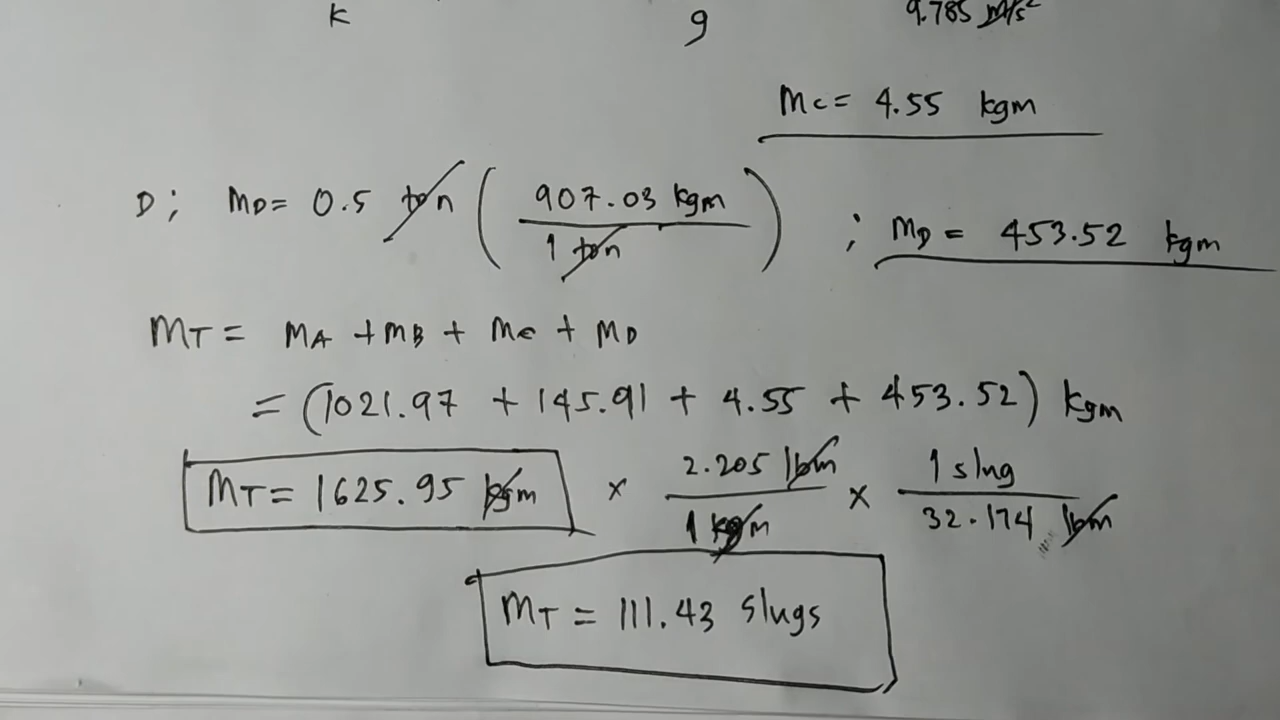 k g 9.785 m/s²
mc = 4.55 kgm
D; mD = 0.5 ton ( 907.03 kgm / 1 ton ) ; mD = 453.52 kgm
mT = mA + mB + mc + mD
= (1021.97 + 145.91 + 4.55 + 453.52) kgm
mT = 1625.95 kgm × 2.205 lbm / 1 kgm × 1 slug / 32.174 lbm
mT = 111.43 slugs